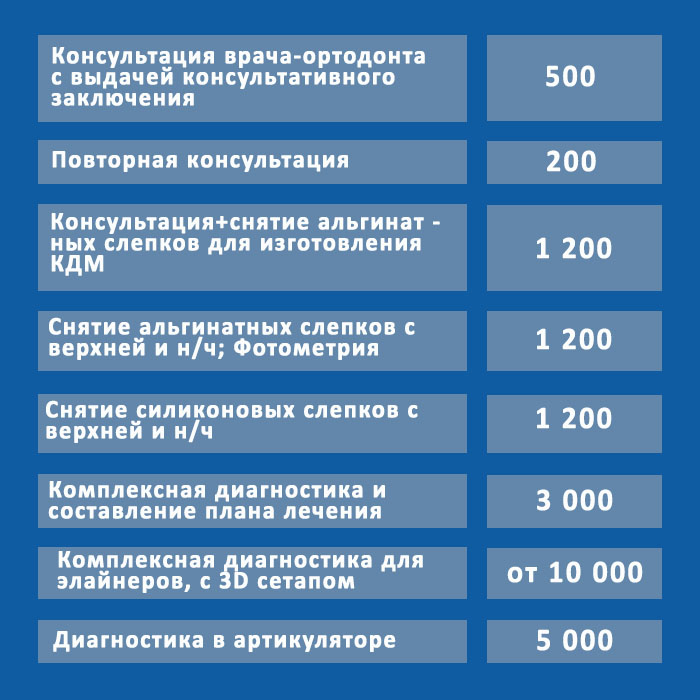 Консультация врача-ортодонта
с выдачей консультативного
заключения
500
Повторная консультация
200
Консультация+снятие альгинат -
ных слепков для изготовления
КДМ
1 200
Снятие альгинатных слепков с
верхней и н/ч; Фотометрия
1 200
Снятие силиконовых слепков с
верхней и н/ч
1 200
Комплексная диагностика и
составление плана лечения
3 000
Комплексная диагностика для
элайнеров, с 3D сетапом
от 10 000
Диагностика в артикуляторе
5 000